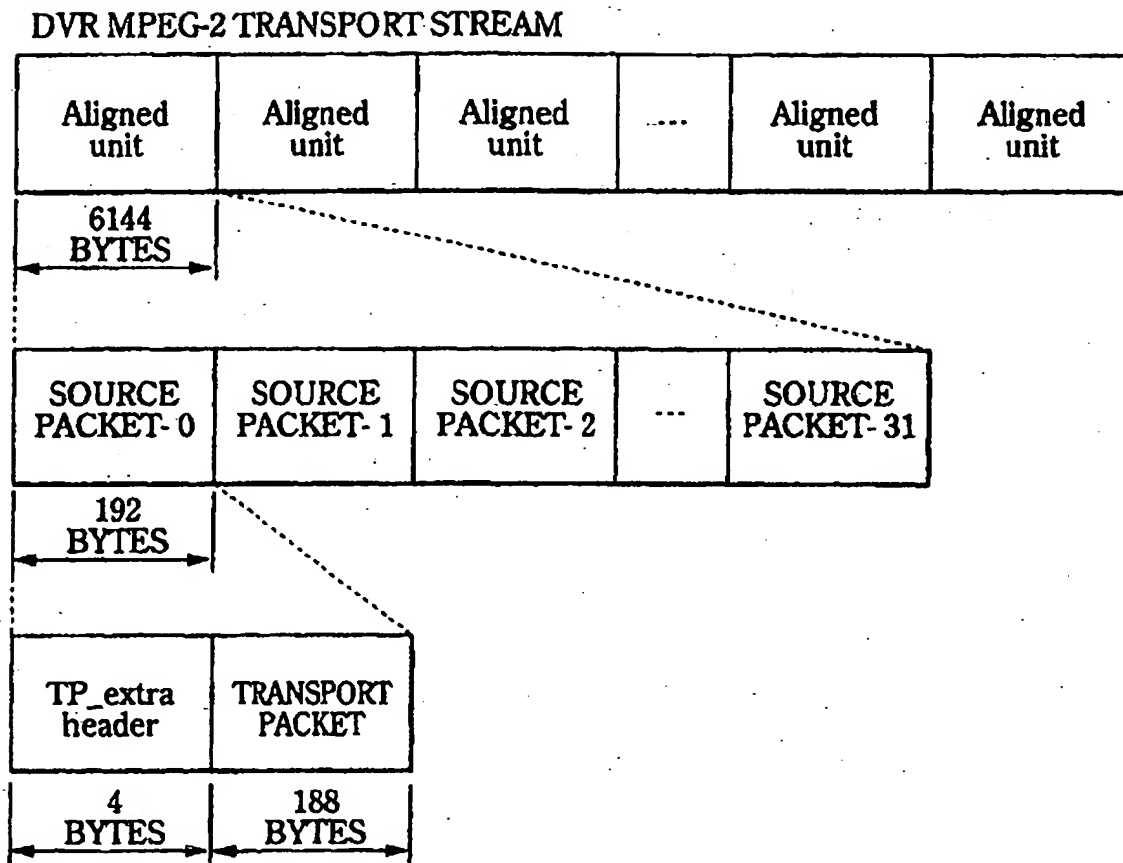 DVR MPEG-2 TRANSPORT STREAM
Aligned unit
Aligned unit
Aligned unit
....
Aligned unit
Aligned unit
6144 BYTES
SOURCE PACKET- 0
SOURCE PACKET- 1
SOURCE PACKET- 2
...
SOURCE PACKET- 31
192 BYTES
TP_extra header
TRANSPORT PACKET
4 BYTES
188 BYTES